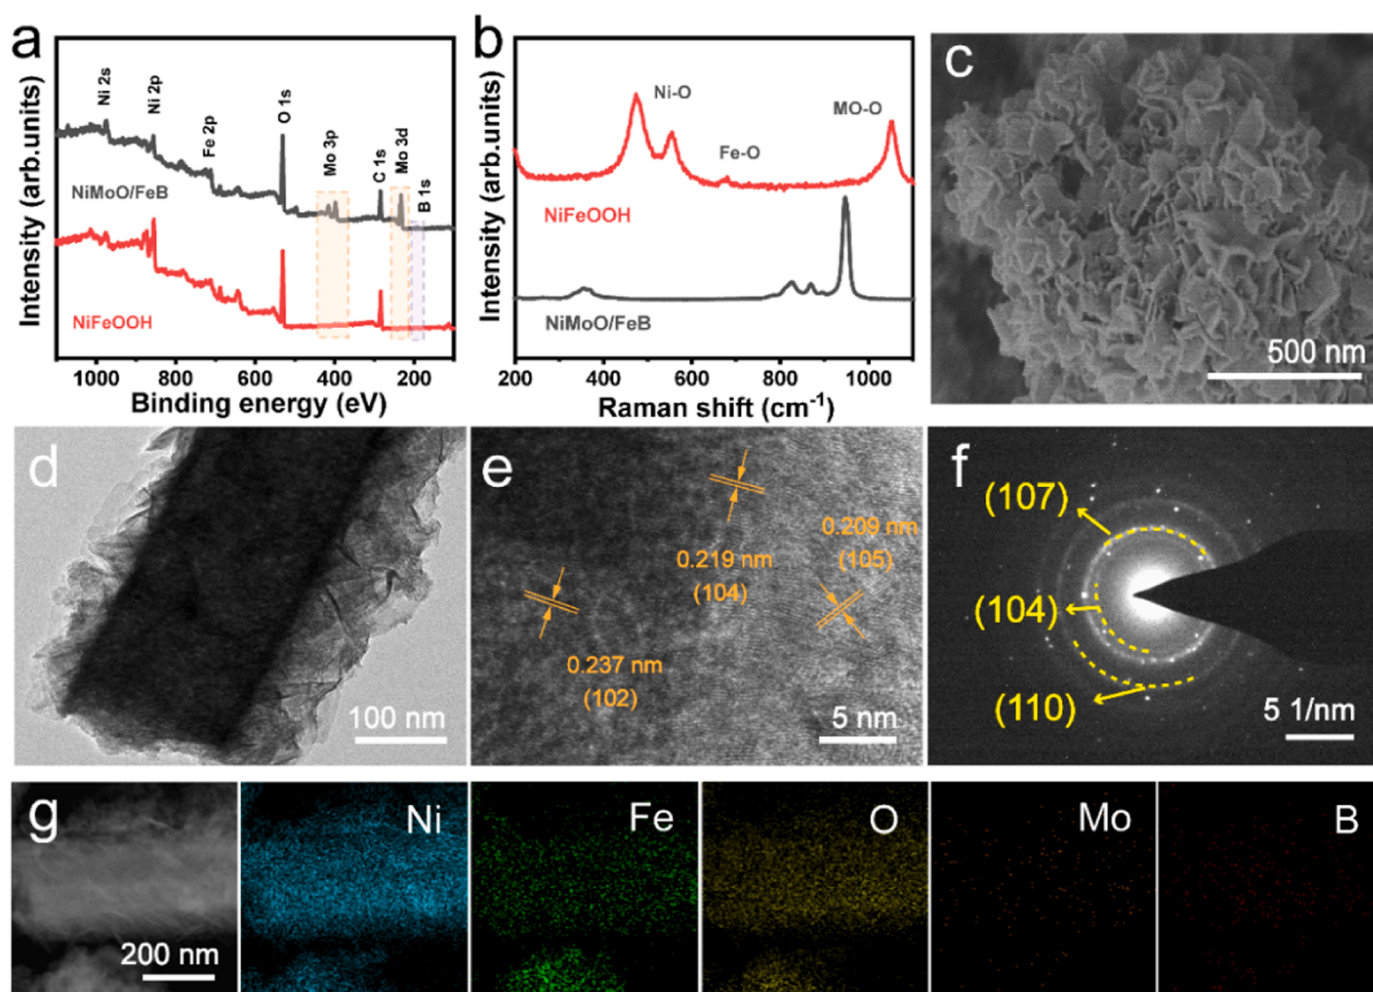 a
Intensity (arb.units)
Ni 2s
Ni 2p
Fe 2p
O 1s
Mo 3p
C 1s
Mo 3d
B 1s
NiMoO/FeB
NiFeOOH
1000
800
600
400
200
Binding energy (eV)
b
Intensity (arb.units)
Ni-O
Fe-O
MO-O
NiFeOOH
NiMoO/FeB
200
400
600
800
1000
Raman shift (cm-1)
c
500 nm
d
100 nm
e
0.209 nm
(105)
0.219 nm
(104)
0.237 nm
(102)
5 nm
f
(107)
(104)
(110)
5 1/nm
g
200 nm
Ni
Fe
O
Mo
B